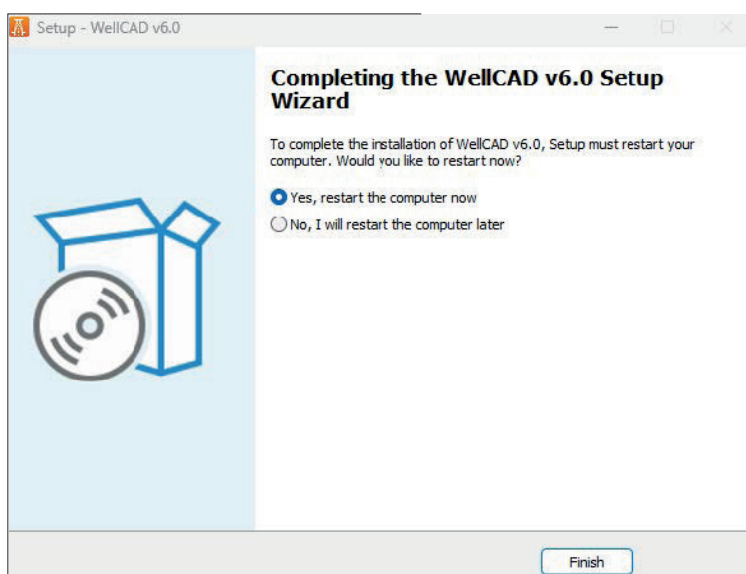 Setup - WellCAD v6.0
Completing the WellCAD v6.0 Setup
Wizard
To complete the installation of WellCAD v6.0, Setup must restart your
computer. Would you like to restart now?
Yes, restart the computer now
No, I will restart the computer later
Finish